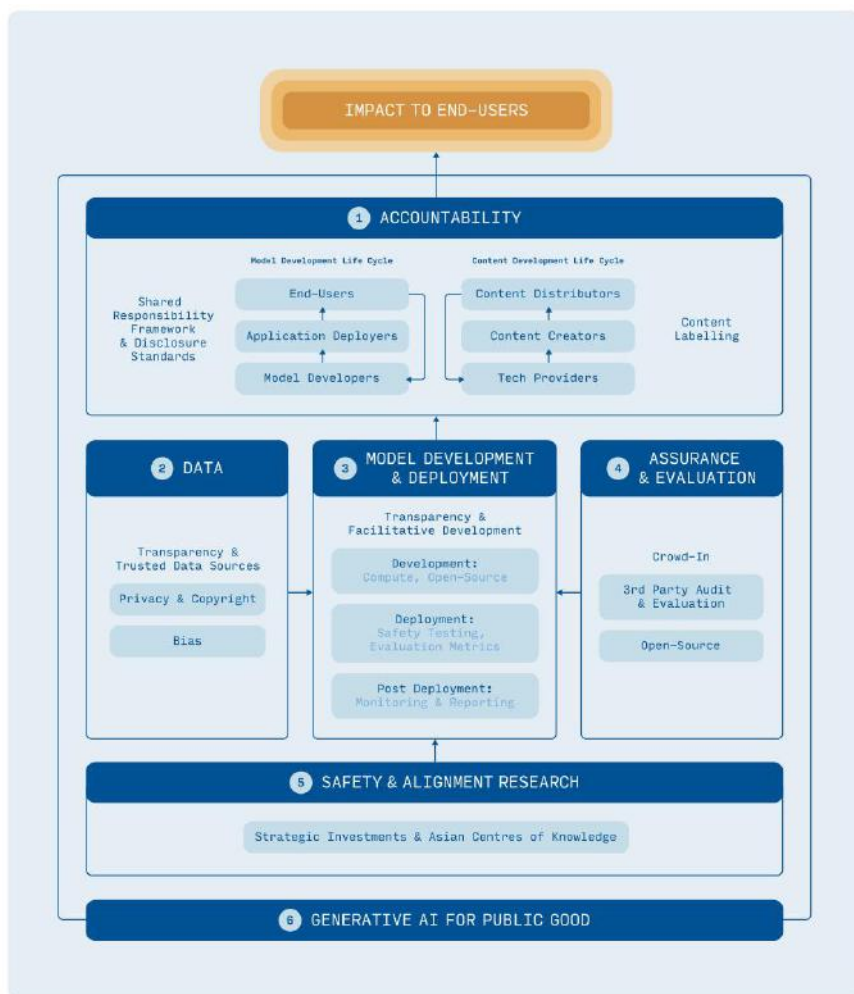 IMPACT TO END-USERS
1 ACCOUNTABILITY
Model Development Life Cycle
Content Development Life Cycle
Shared
Responsibility
Framework
& Disclosure
Standards
End-Users
Application Deployers
Model Developers
Content Distributors
Content Creators
Tech Providers
Content
Labelling
2 DATA
Transparency &
Trusted Data Sources
Privacy & Copyright
Bias
3 MODEL DEVELOPMENT
& DEPLOYMENT
Transparency &
Facilitative Development
Development:
Compute, Open-Source
Deployment:
Safety Testing,
Evaluation Metrics
Post Deployment:
Monitoring & Reporting
4 ASSURANCE
& EVALUATION
Crowd-In
3rd Party Audit
& Evaluation
Open-Source
5 SAFETY & ALIGNMENT RESEARCH
Strategic Investments & Asian Centres of Knowledge
6 GENERATIVE AI FOR PUBLIC GOOD